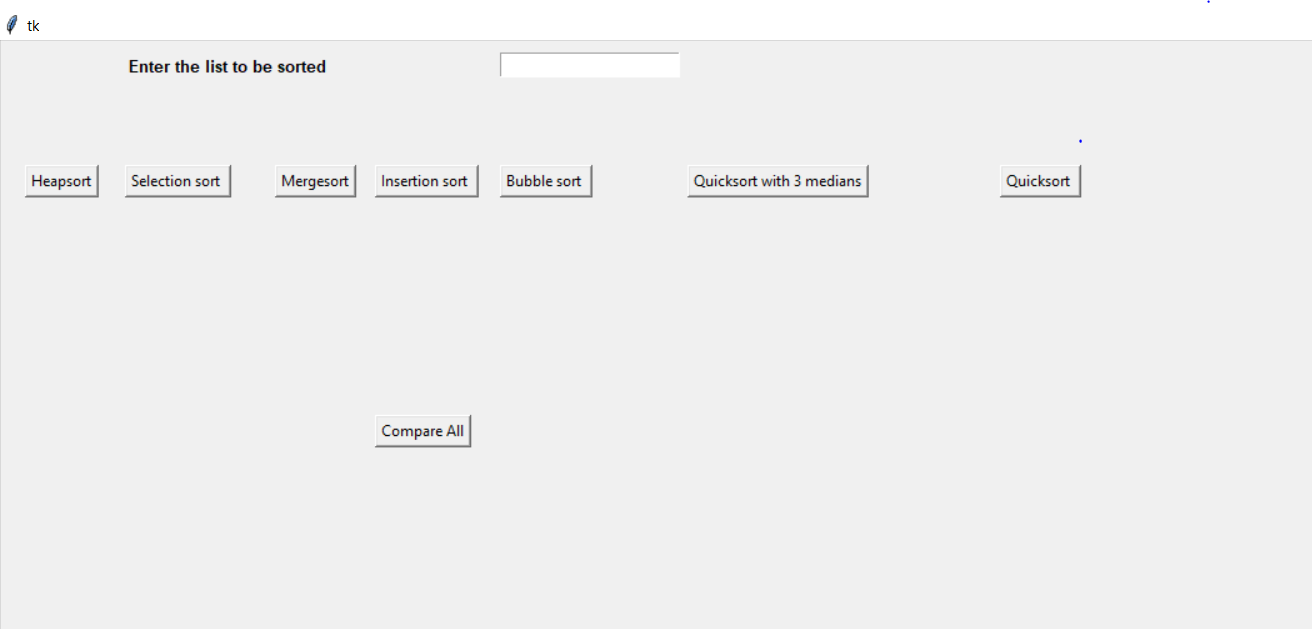 tk
Enter the list to be sorted
Heapsort Selection sort Mergesort Insertion sort Bubble sort Quicksort with 3 medians Quicksort
Compare All